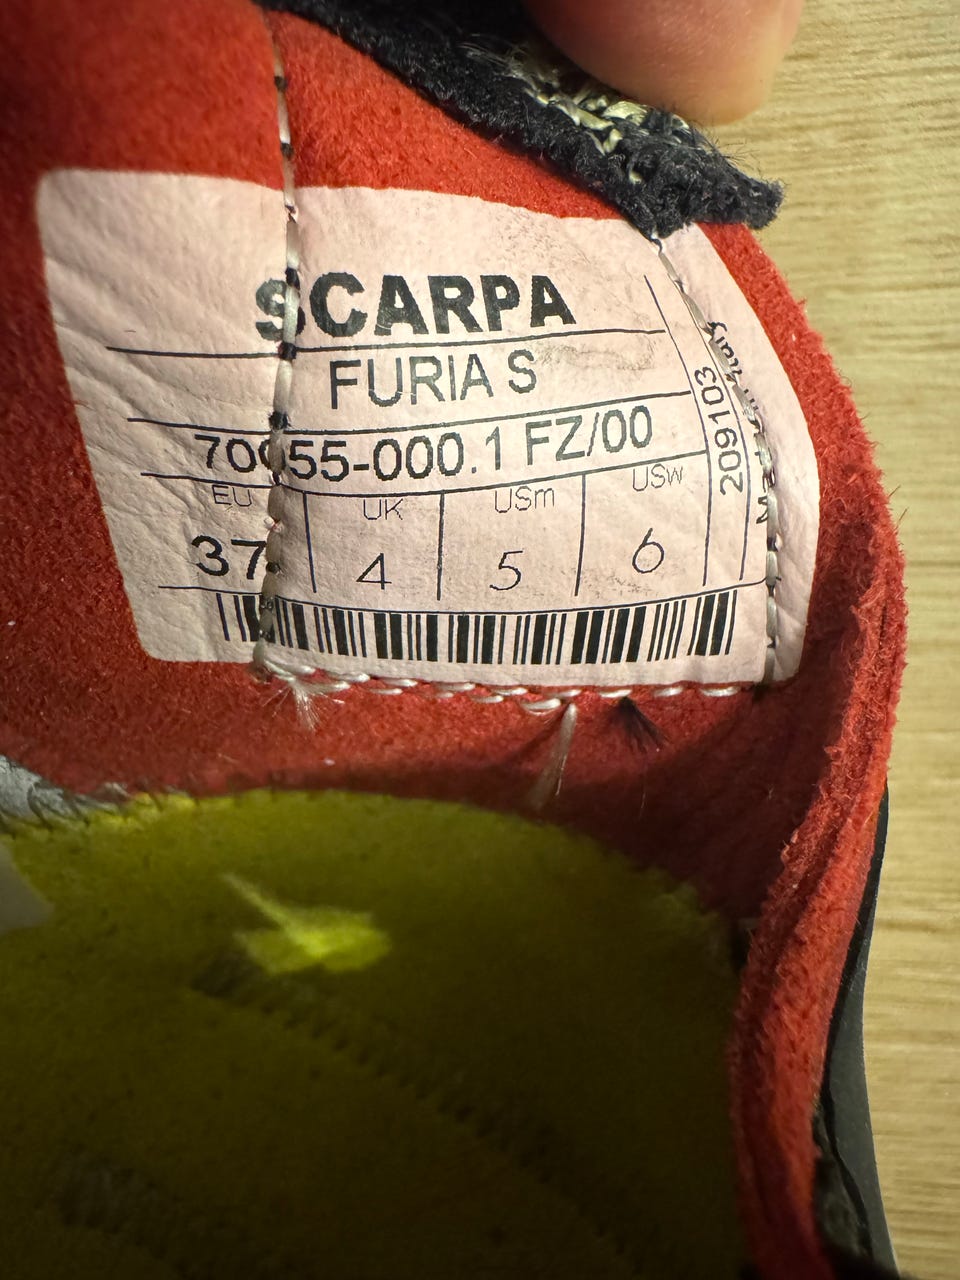 SCARPA
FURIA S
70055-000.1 FZ/00
EU UK USm USw
37 4 5 6
209103